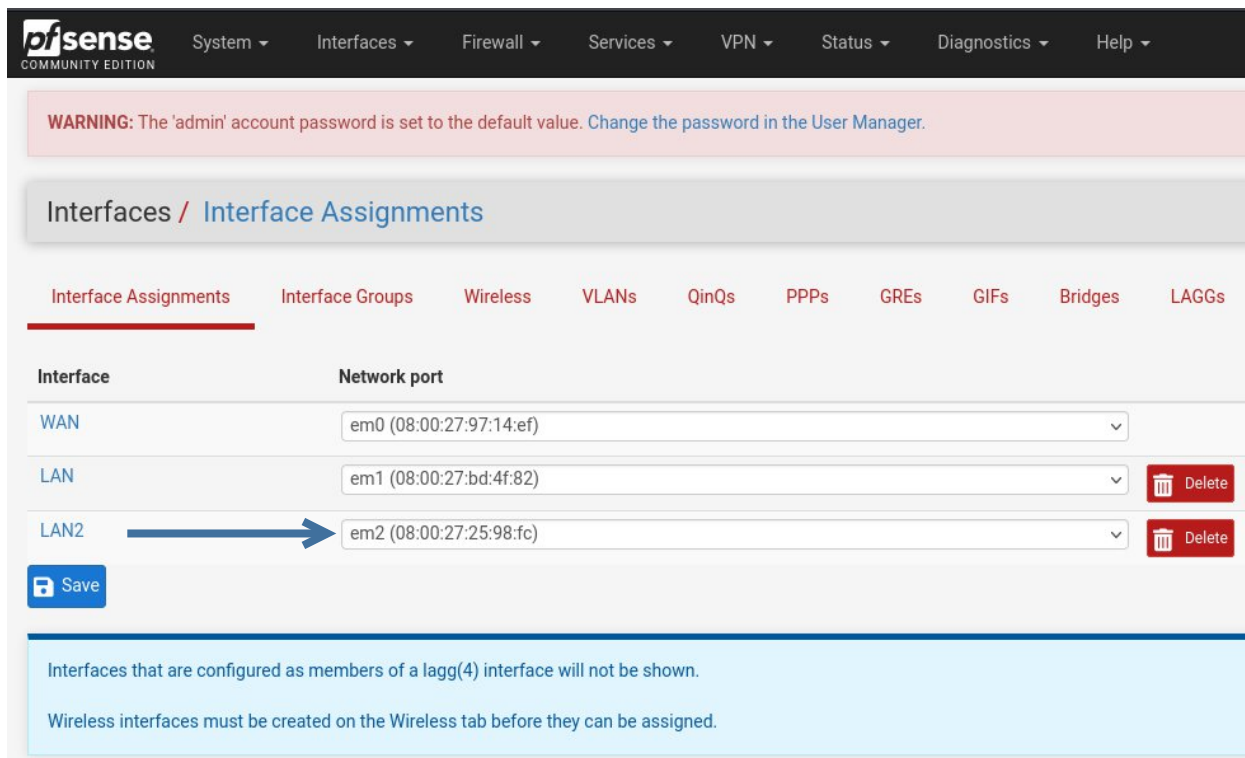 pfsense
COMMUNITY EDITION
System Interfaces Firewall Services VPN Status Diagnostics Help
WARNING: The 'admin' account password is set to the default value. Change the password in the User Manager.
Interfaces / Interface Assignments
Interface Assignments Interface Groups Wireless VLANs QinQs PPPs GREs GIFs Bridges LAGGs
Interface Network port
WAN em0 (08:00:27:97:14:ef)
LAN em1 (08:00:27:bd:4f:82) Delete
LAN2 em2 (08:00:27:25:98:fc) Delete
Save
Interfaces that are configured as members of a lagg(4) interface will not be shown.
Wireless interfaces must be created on the Wireless tab before they can be assigned.